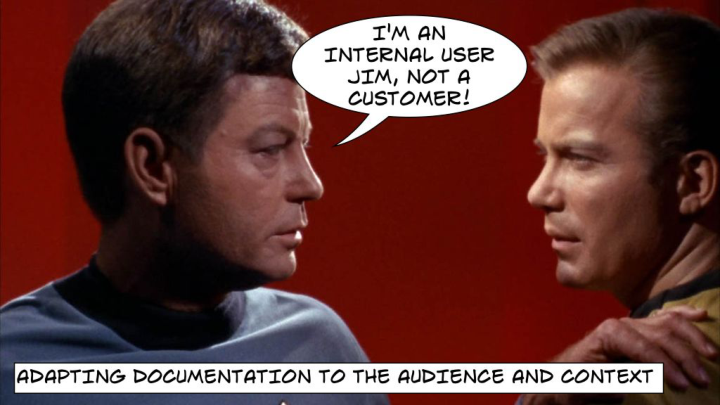 I'M AN
INTERNAL USER
JIM, NOT A
CUSTOMER!
ADAPTING DOCUMENTATION TO THE AUDIENCE AND CONTEXT